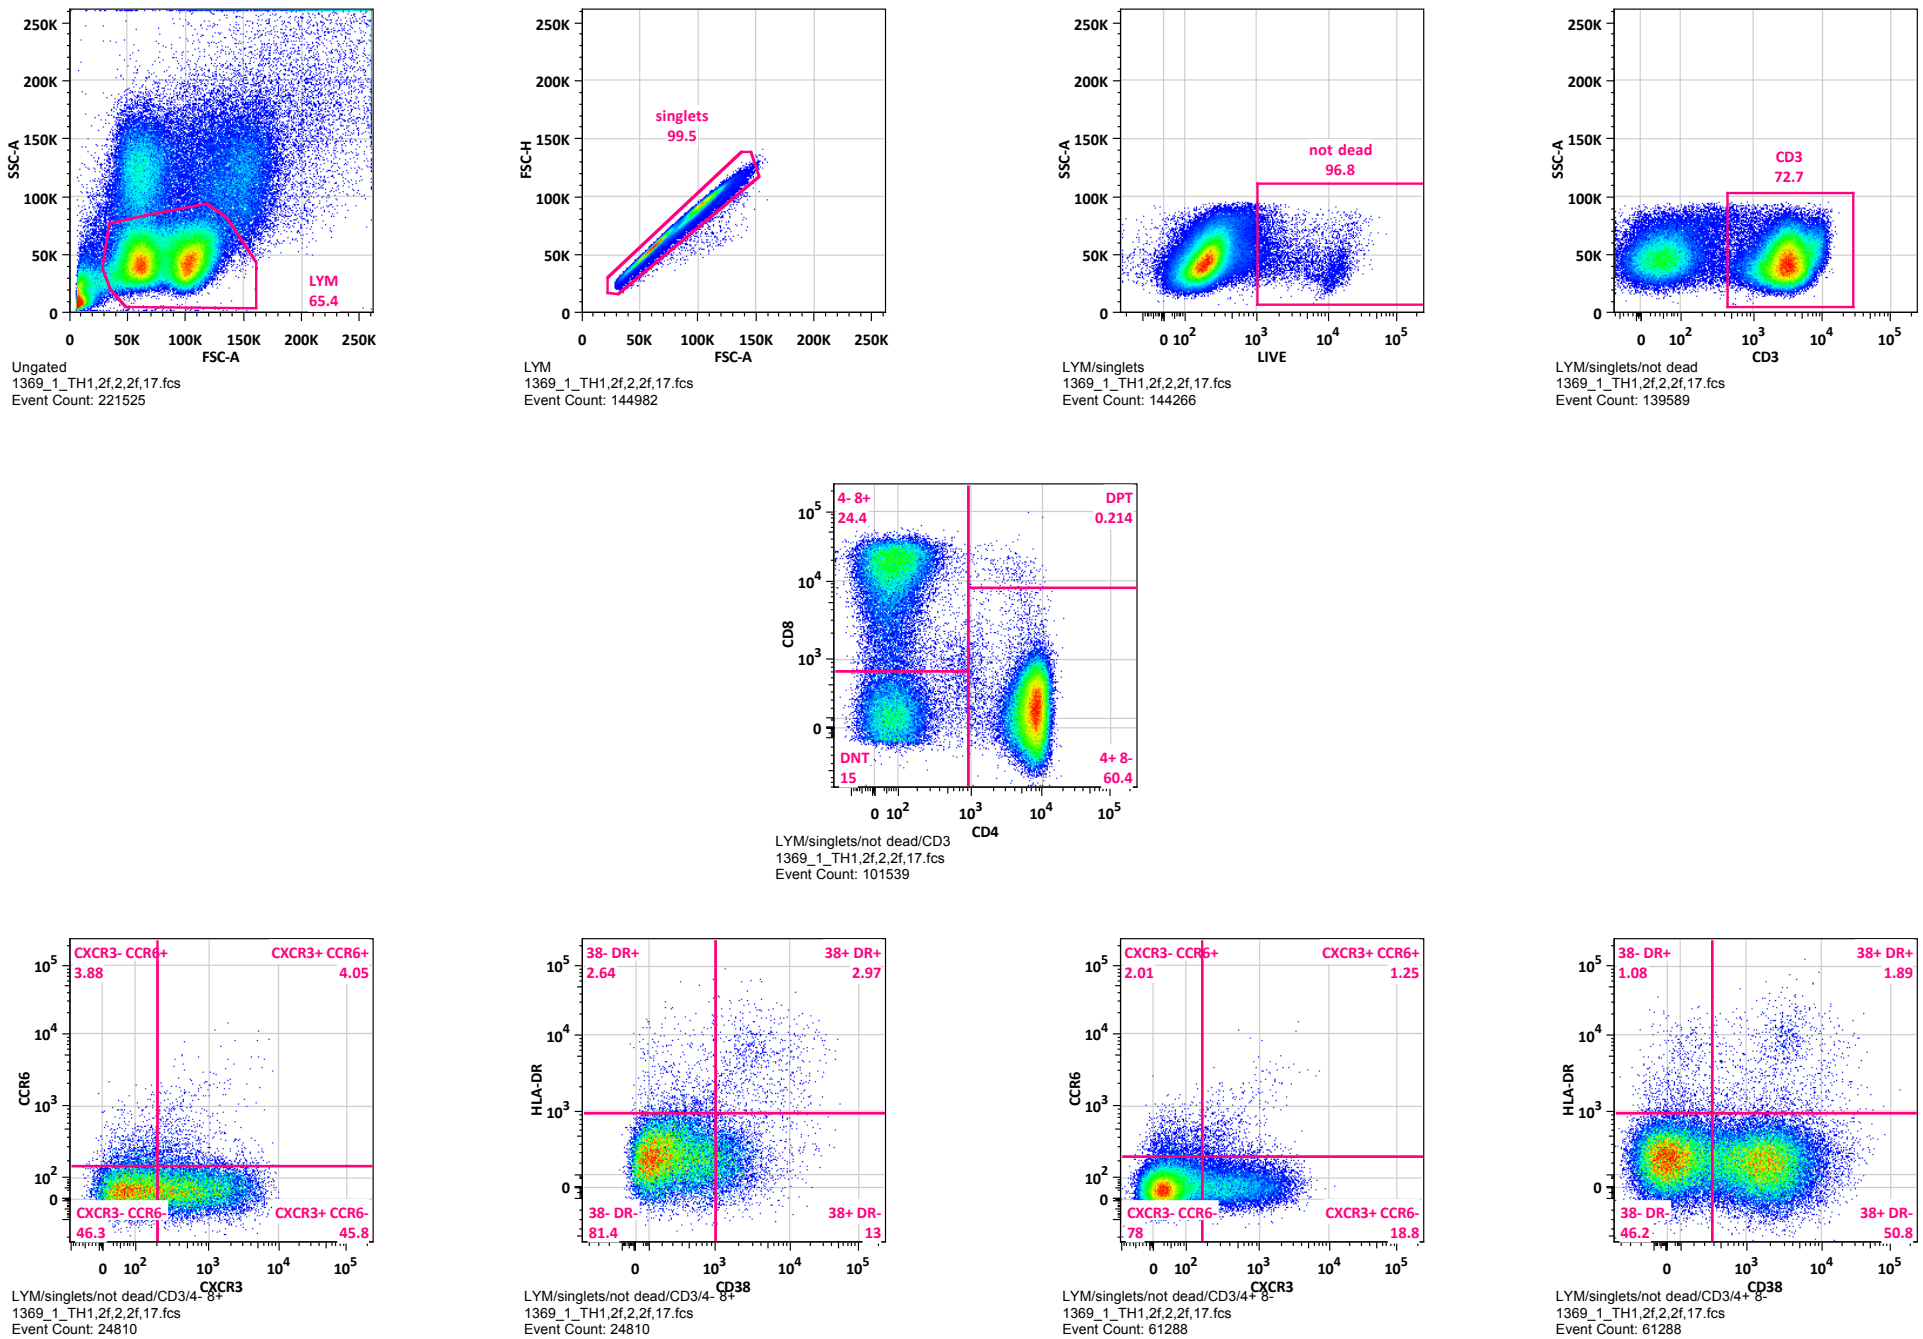 250K
200K
150K
100K
50K
0
SSC-A
LYM
65.4
0 50K 100K 150K 200K 250K
FSC-A
Ungated
1369_1_TH1,2f,2,2f,17.fcs
Event Count: 221525
250K
200K
150K
100K
50K
0
FSC-H
singlets
99.5
0 50K 100K 150K 200K 250K
FSC-A
LYM
1369_1_TH1,2f,2,2f,17.fcs
Event Count: 144982
250K
200K
150K
100K
50K
0
SSC-A
not dead
96.8
0 10^2 10^3 10^4 10^5
LIVE
LYM/singlets
1369_1_TH1,2f,2,2f,17.fcs
Event Count: 144266
250K
200K
150K
100K
50K
0
SSC-A
CD3
72.7
0 10^2 10^3 10^4 10^5
CD3
LYM/singlets/not dead
1369_1_TH1,2f,2,2f,17.fcs
Event Count: 139589
4- 8+
24.4
DPT
0.214
10^5
10^4
10^3
0
CD8
DNT
15
4+ 8-
60.4
0 10^2 10^3 10^4 10^5
CD4
LYM/singlets/not dead/CD3
1369_1_TH1,2f,2,2f,17.fcs
Event Count: 101539
CXCR3- CCR6+
3.88
CXCR3+ CCR6+
4.05
10^5
10^4
10^3
10^2
0
CCR6
CXCR3- CCR6-
46.3
CXCR3+ CCR6-
45.8
0 10^2 10^3 10^4 10^5
CXCR3
LYM/singlets/not dead/CD3/4- 8+
1369_1_TH1,2f,2,2f,17.fcs
Event Count: 24810
38- DR+
2.64
38+ DR+
2.97
10^5
10^4
10^3
0
HLA-DR
38- DR-
81.4
38+ DR-
13
0 10^3 10^4 10^5
CD38
LYM/singlets/not dead/CD3/4- 8+
1369_1_TH1,2f,2,2f,17.fcs
Event Count: 24810
CXCR3- CCR6+
2.01
CXCR3+ CCR6+
1.25
10^5
10^4
10^3
10^2
0
CCR6
CXCR3- CCR6-
78
CXCR3+ CCR6-
18.8
0 10^2 10^3 10^4 10^5
CXCR3
LYM/singlets/not dead/CD3/4+ 8-
1369_1_TH1,2f,2,2f,17.fcs
Event Count: 61288
38- DR+
1.08
38+ DR+
1.89
10^5
10^4
10^3
0
HLA-DR
38- DR-
46.2
38+ DR-
50.8
0 10^3 10^4 10^5
CD38
LYM/singlets/not dead/CD3/4+ 8-
1369_1_TH1,2f,2,2f,17.fcs
Event Count: 61288